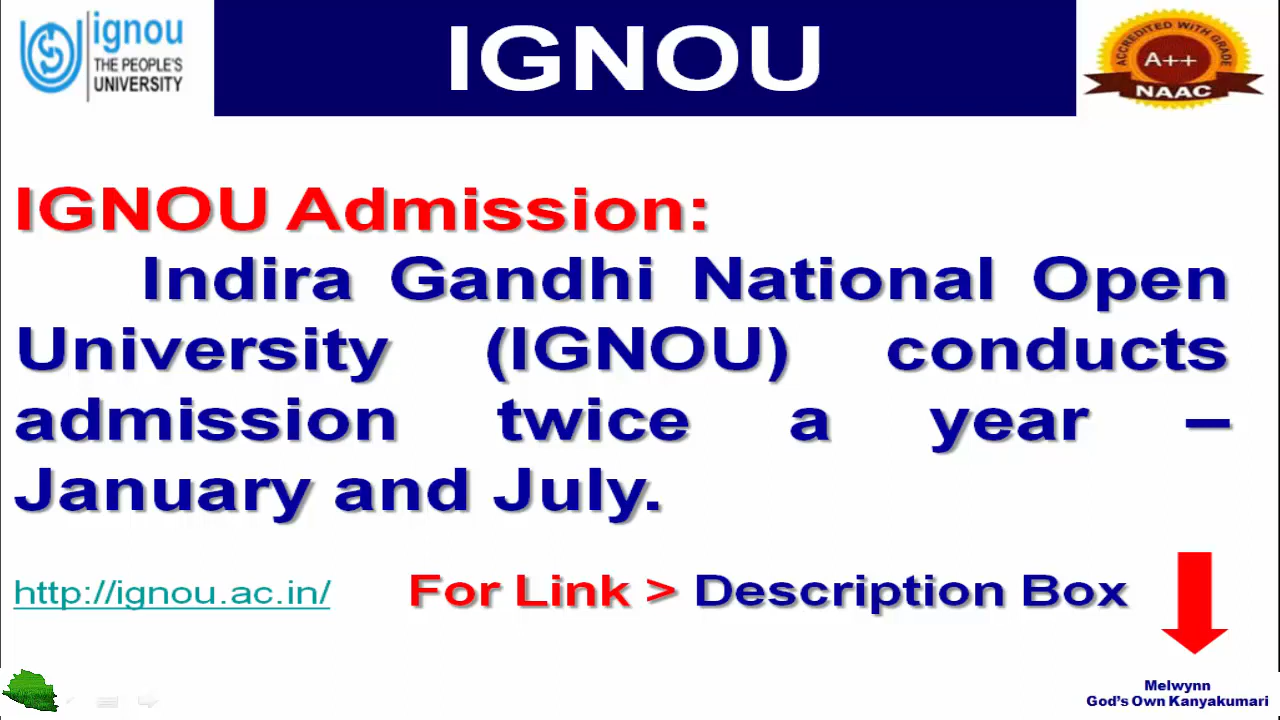 ignou
THE PEOPLE'S
UNIVERSITY
IGNOU
ACCREDITED WITH GRADE
A++
NAAC
IGNOU Admission:
Indira Gandhi National Open
University (IGNOU) conducts
admission twice a year –
January and July.
http://ignou.ac.in/ For Link > Description Box
Melwynn
God's Own Kanyakumari